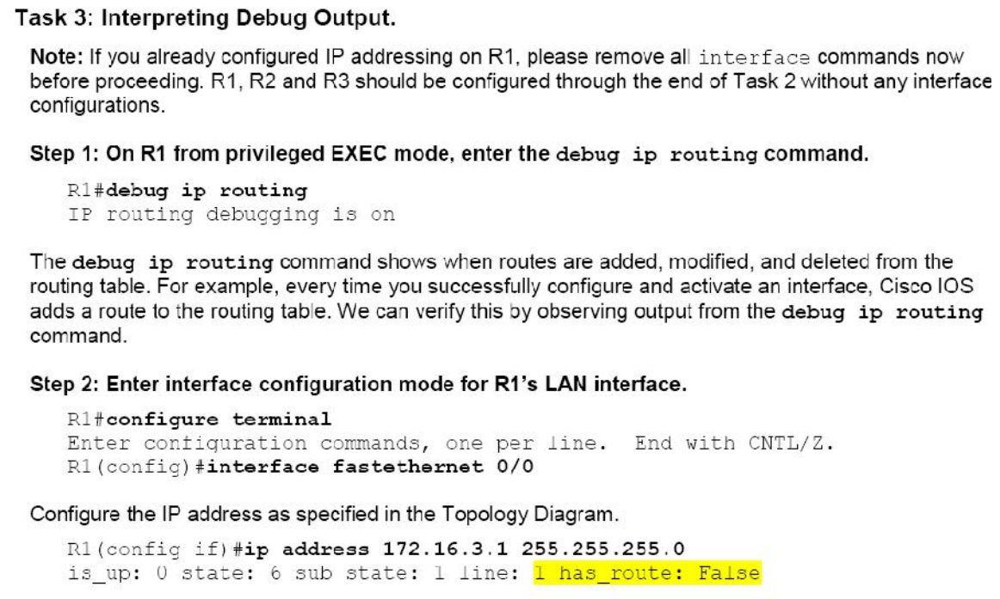 Task 3: Interpreting Debug Output.
Note: If you already configured IP addressing on R1, please remove all interface commands now
before proceeding. R1, R2 and R3 should be configured through the end of Task 2 without any interface
configurations.
Step 1: On R1 from privileged EXEC mode, enter the debug ip routing command.
R1#debug ip routing
IP routing debugging is on
The debug ip routing command shows when routes are added, modified, and deleted from the
routing table. For example, every time you successfully configure and activate an interface, Cisco IOS
adds a route to the routing table. We can verify this by observing output from the debug ip routing
command.
Step 2: Enter interface configuration mode for R1's LAN interface.
R1#configure terminal
Enter configuration commands, one per line. End with CNTL/Z.
R1(config)#interface fastethernet 0/0
Configure the IP address as specified in the Topology Diagram.
R1(config if)#ip address 172.16.3.1 255.255.255.0
is_up: 0 state: 6 sub state: 1 line: 1 has_route: False